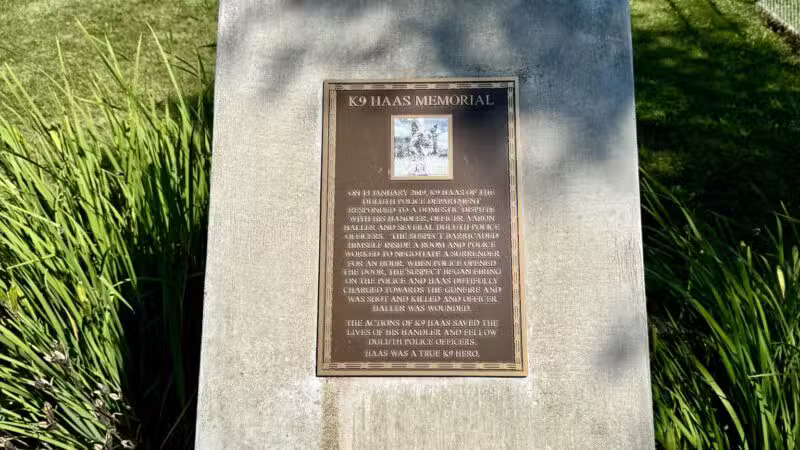 K9 HAAS MEMORIAL
ON 13 JANUARY 2019, K9 HAAS OF THE
DULUTH POLICE DEPARTMENT
RESPONDED TO A DOMESTIC DISPUTE
WITH HIS HANDLER, OFFICER AARON
HALLER AND SEVERAL DULUTH POLICE
OFFICERS. THE SUSPECT BARRICADED
HIMSELF INSIDE A ROOM AND POLICE
WORKED TO NEGOTIATE A SURRENDER
FOR AN HOUR. WHEN POLICE OPENED
THE DOOR, THE SUSPECT BEGAN FIRING
ON THE POLICE AND HAAS DUTIFULLY
CHARGED TOWARDS THE GUNFIRE AND
WAS SHOT AND KILLED AND OFFICER
HALLER WAS WOUNDED.
THE ACTIONS OF K9 HAAS SAVED THE
LIVES OF HIS HANDLER AND FELLOW
DULUTH POLICE OFFICERS.
HAAS WAS A TRUE K9 HERO.